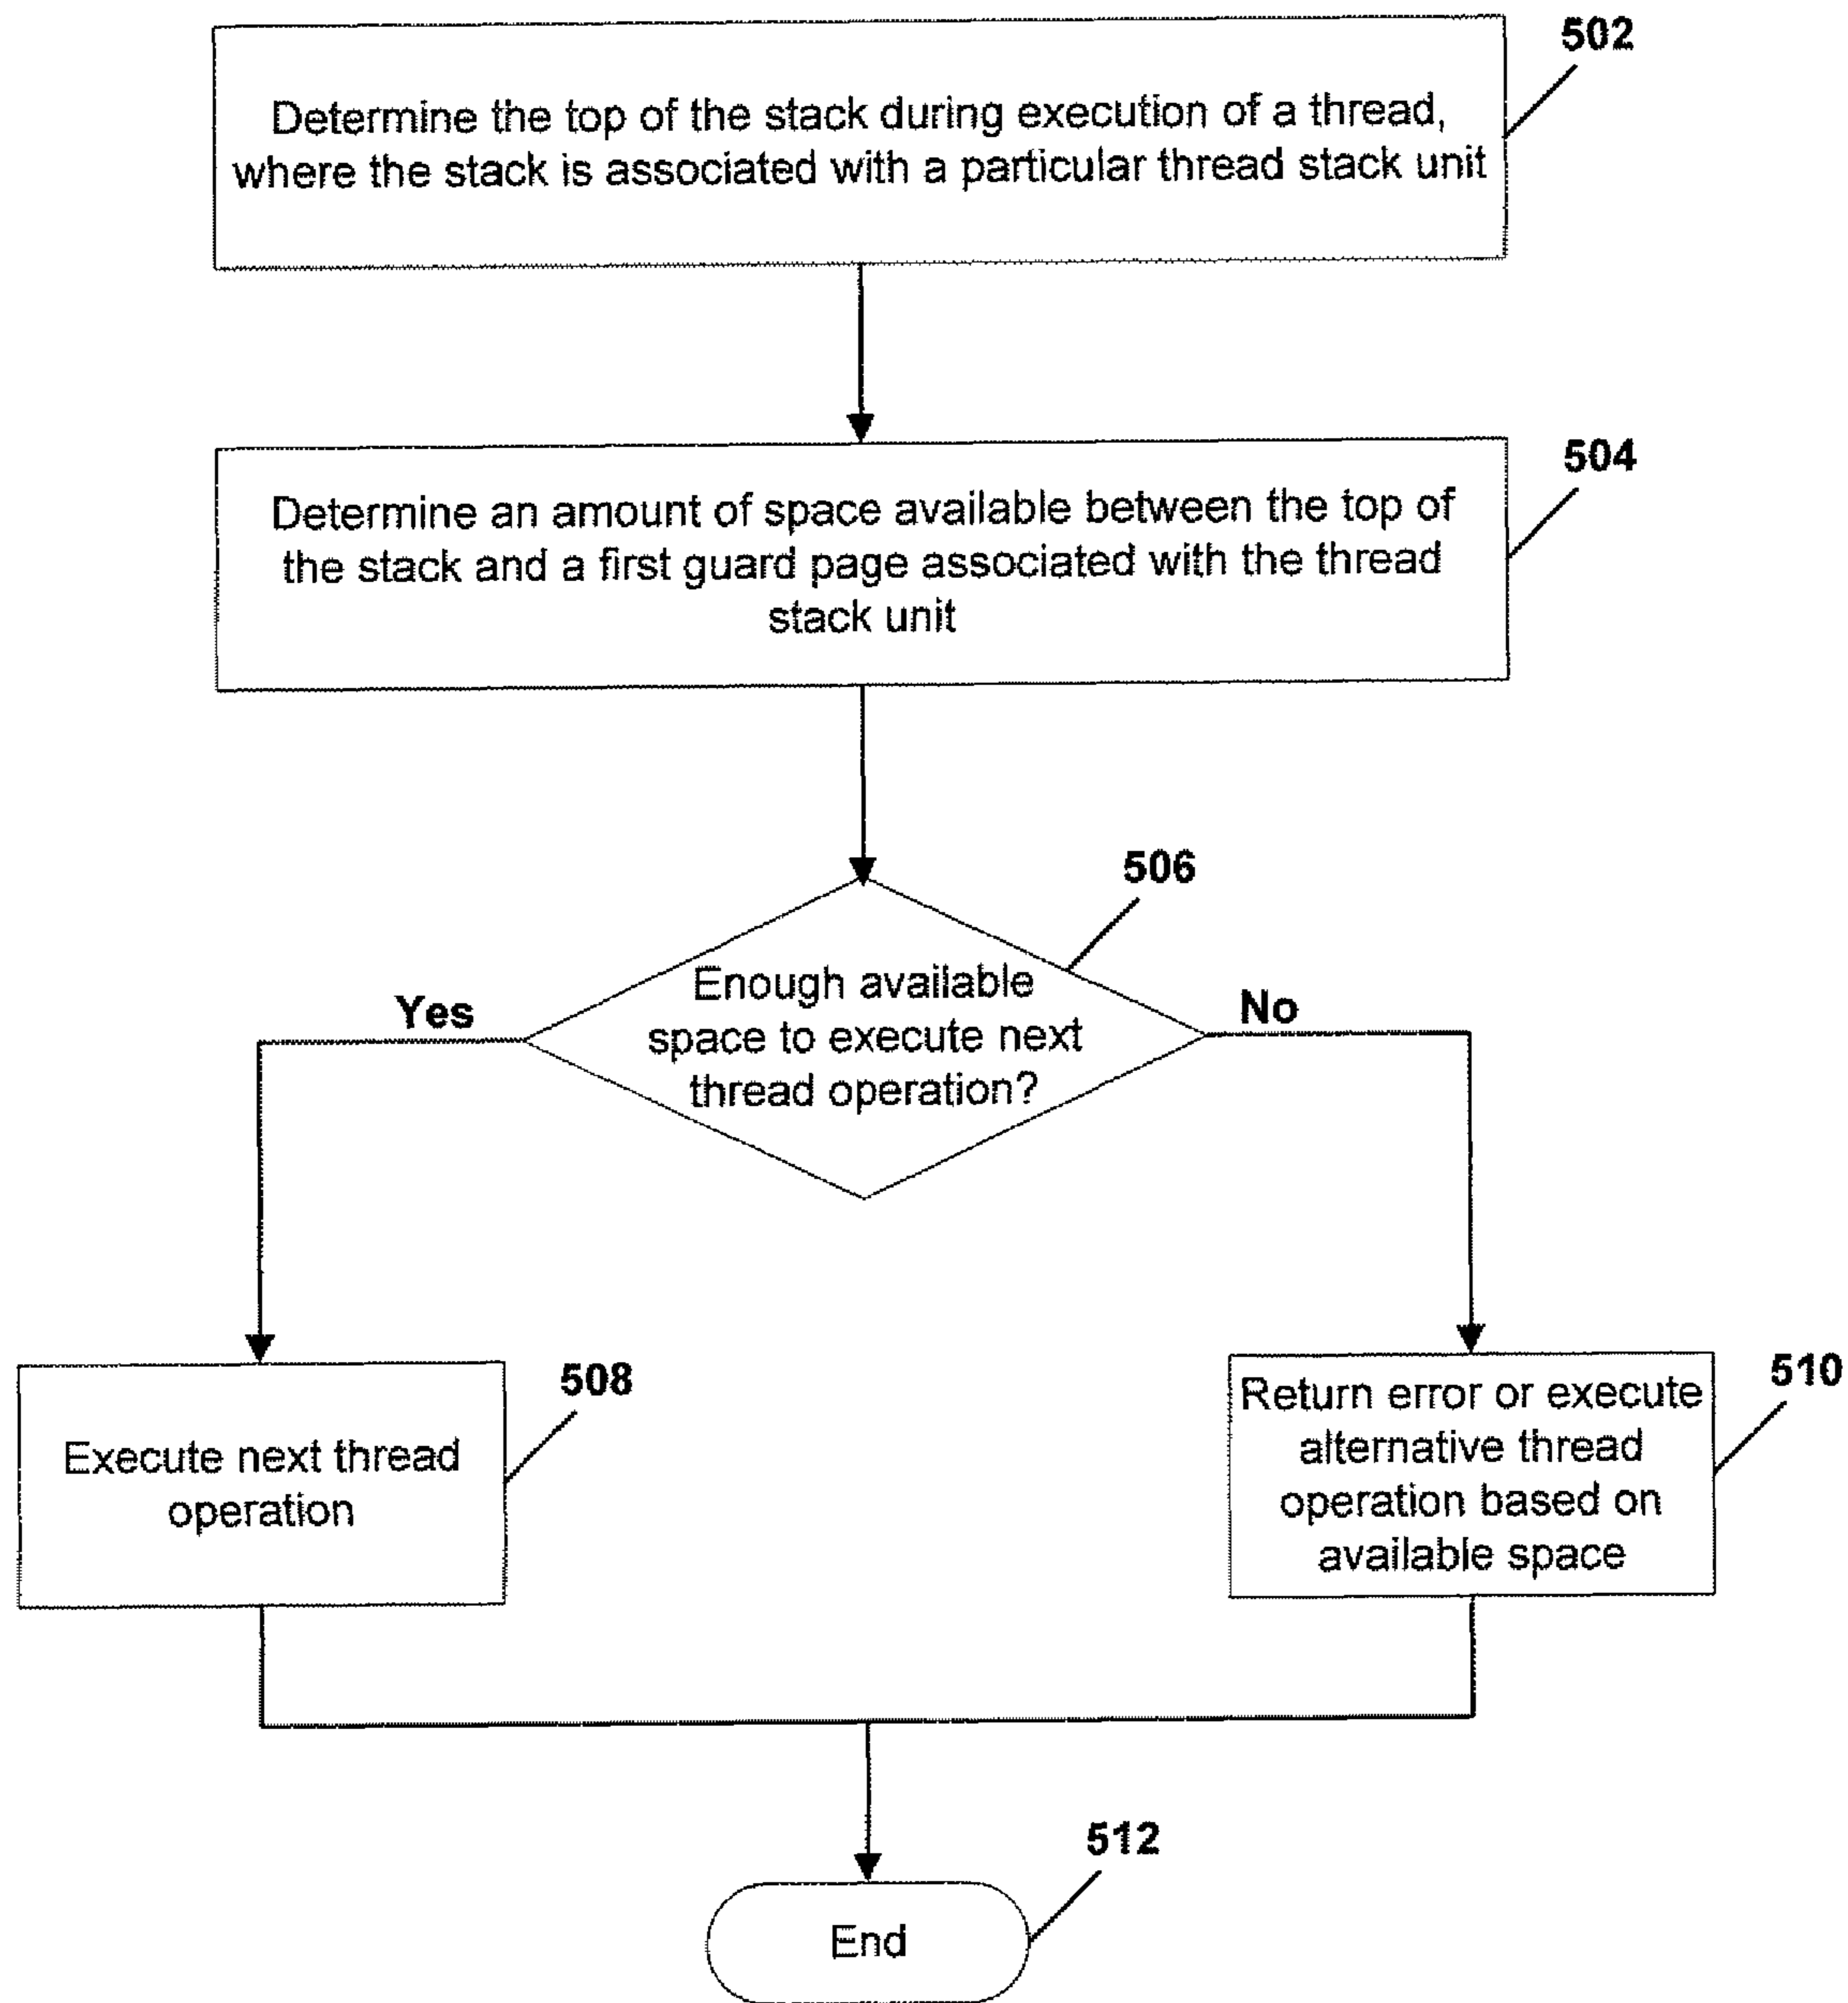 502
Determine the top of the stack during execution of a thread,
where the stack is associated with a particular thread stack unit
504
Determine an amount of space available between the top of
the stack and a first guard page associated with the thread
stack unit
506
Enough available
space to execute next
thread operation?
Yes
No
508
Execute next thread
operation
510
Return error or execute
alternative thread
operation based on
available space
512
End